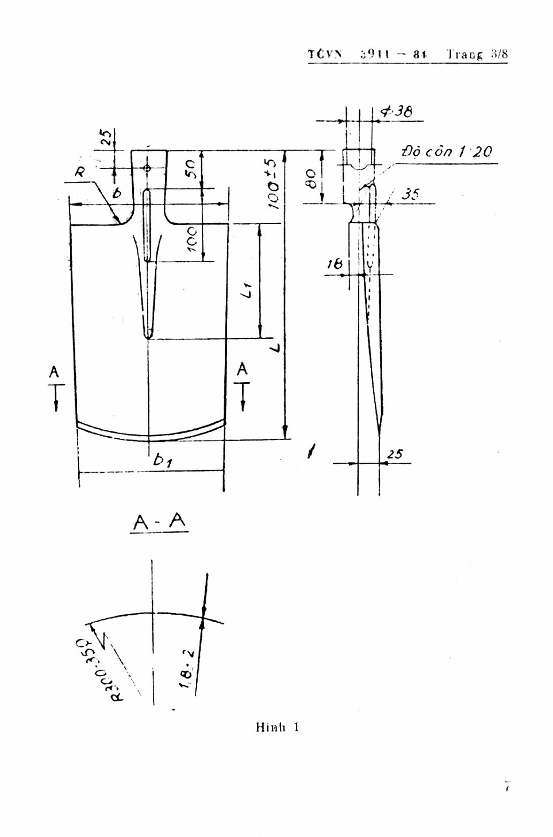 TCVN 3911 - 84 Trang 3/8
ϕ38
25
50
100±5
80
Độ côn 1:20
R
b
35
100
L1
18
L
A
A
b1
25
A - A
R300-350
1,8÷2
Hình 1
7